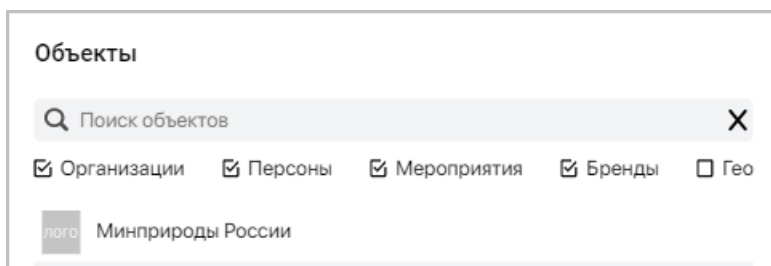 Объекты
Поиск объектов
Организации Персоны Мероприятия Бренды Гео
лого Минприроды России